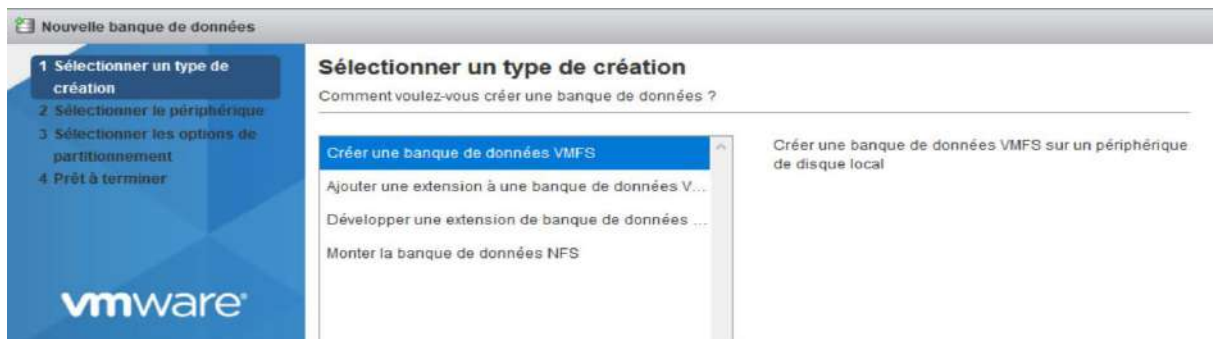 Nouvelle banque de données
1 Sélectionner un type de
création
2 Sélectionner le périphérique
3 Sélectionner les options de
partitionnement
4 Prêt à terminer
vmware®
Sélectionner un type de création
Comment voulez-vous créer une banque de données ?
Créer une banque de données VMFS
Ajouter une extension à une banque de données V...
Développer une extension de banque de données ...
Monter la banque de données NFS
Créer une banque de données VMFS sur un périphérique
de disque local